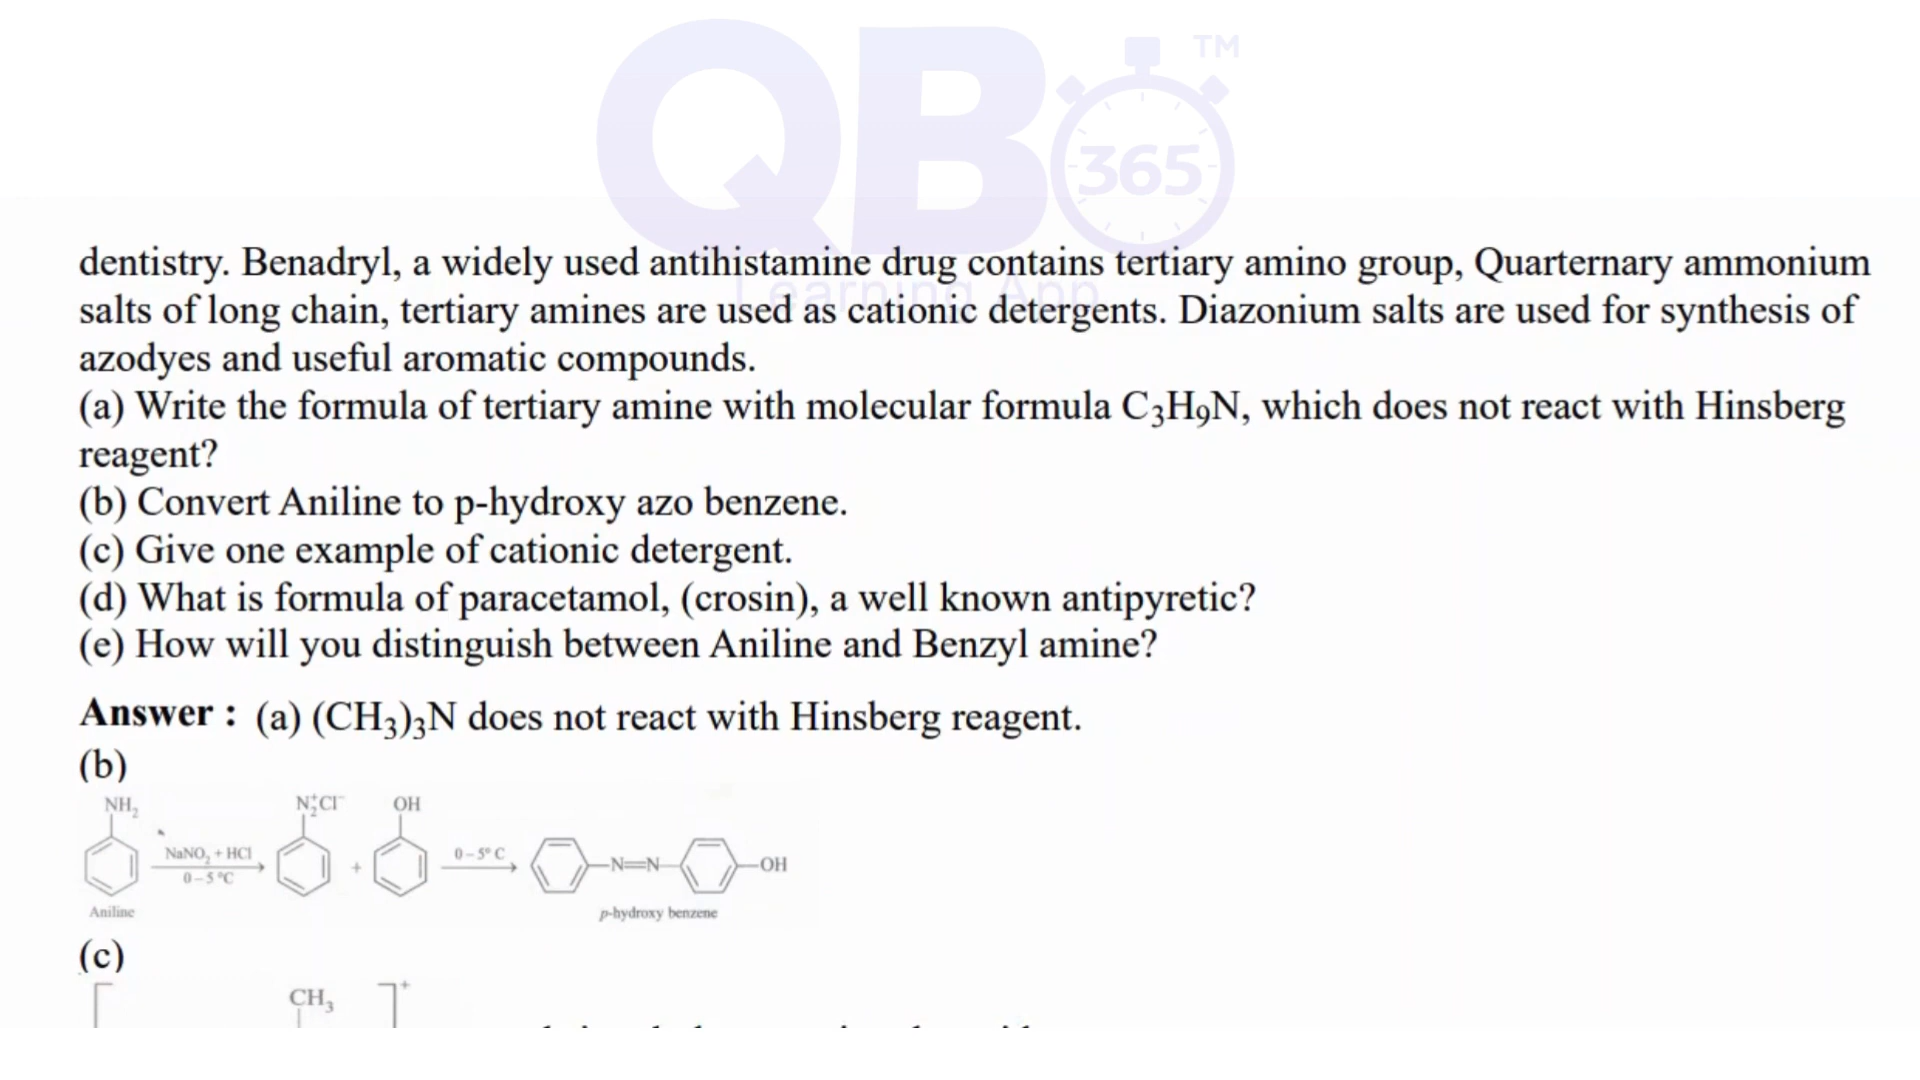 QB365 TM
Learning App
dentistry. Benadryl, a widely used antihistamine drug contains tertiary amino group, Quarternary ammonium
salts of long chain, tertiary amines are used as cationic detergents. Diazonium salts are used for synthesis of
azodyes and useful aromatic compounds.
(a) Write the formula of tertiary amine with molecular formula C₃H₉N, which does not react with Hinsberg
reagent?
(b) Convert Aniline to p-hydroxy azo benzene.
(c) Give one example of cationic detergent.
(d) What is formula of paracetamol, (crosin), a well known antipyretic?
(e) How will you distinguish between Aniline and Benzyl amine?
Answer : (a) (CH₃)₃N does not react with Hinsberg reagent.
(b)
NH₂ N₂⁺Cl⁻ OH
NaNO₂ + HCl 0–5° C
0–5 °C + –N=N– –OH
Aniline p-hydroxy benzene
(c)
[ CH₃ ]⁺